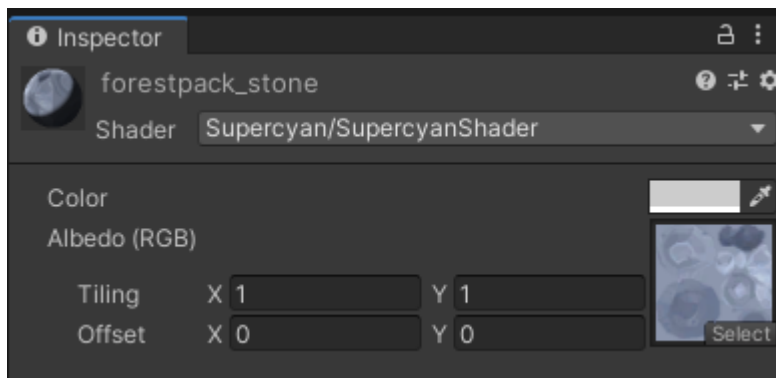 Inspector
forestpack_stone
Shader Supercyan/SupercyanShader
Color
Albedo (RGB)
Tiling X 1 Y 1
Offset X 0 Y 0
Select